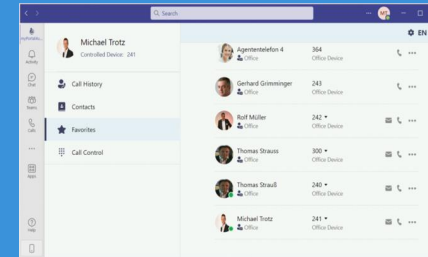 Search
MT
EN
Activity
Chat
Teams
Calls
Apps
Help
Michael Trotz
Controlled Device: 241
Call History
Contacts
Favorites
Call Control
Agententelefon 4 364
Office Office Device
Gerhard Grimminger 243
Office Office Device
Rolf Müller 242
Office Office Device
Thomas Strauss 300
Office Office Device
Thomas Strauß 240
Office Office Device
Michael Trotz 241
Office Office Device